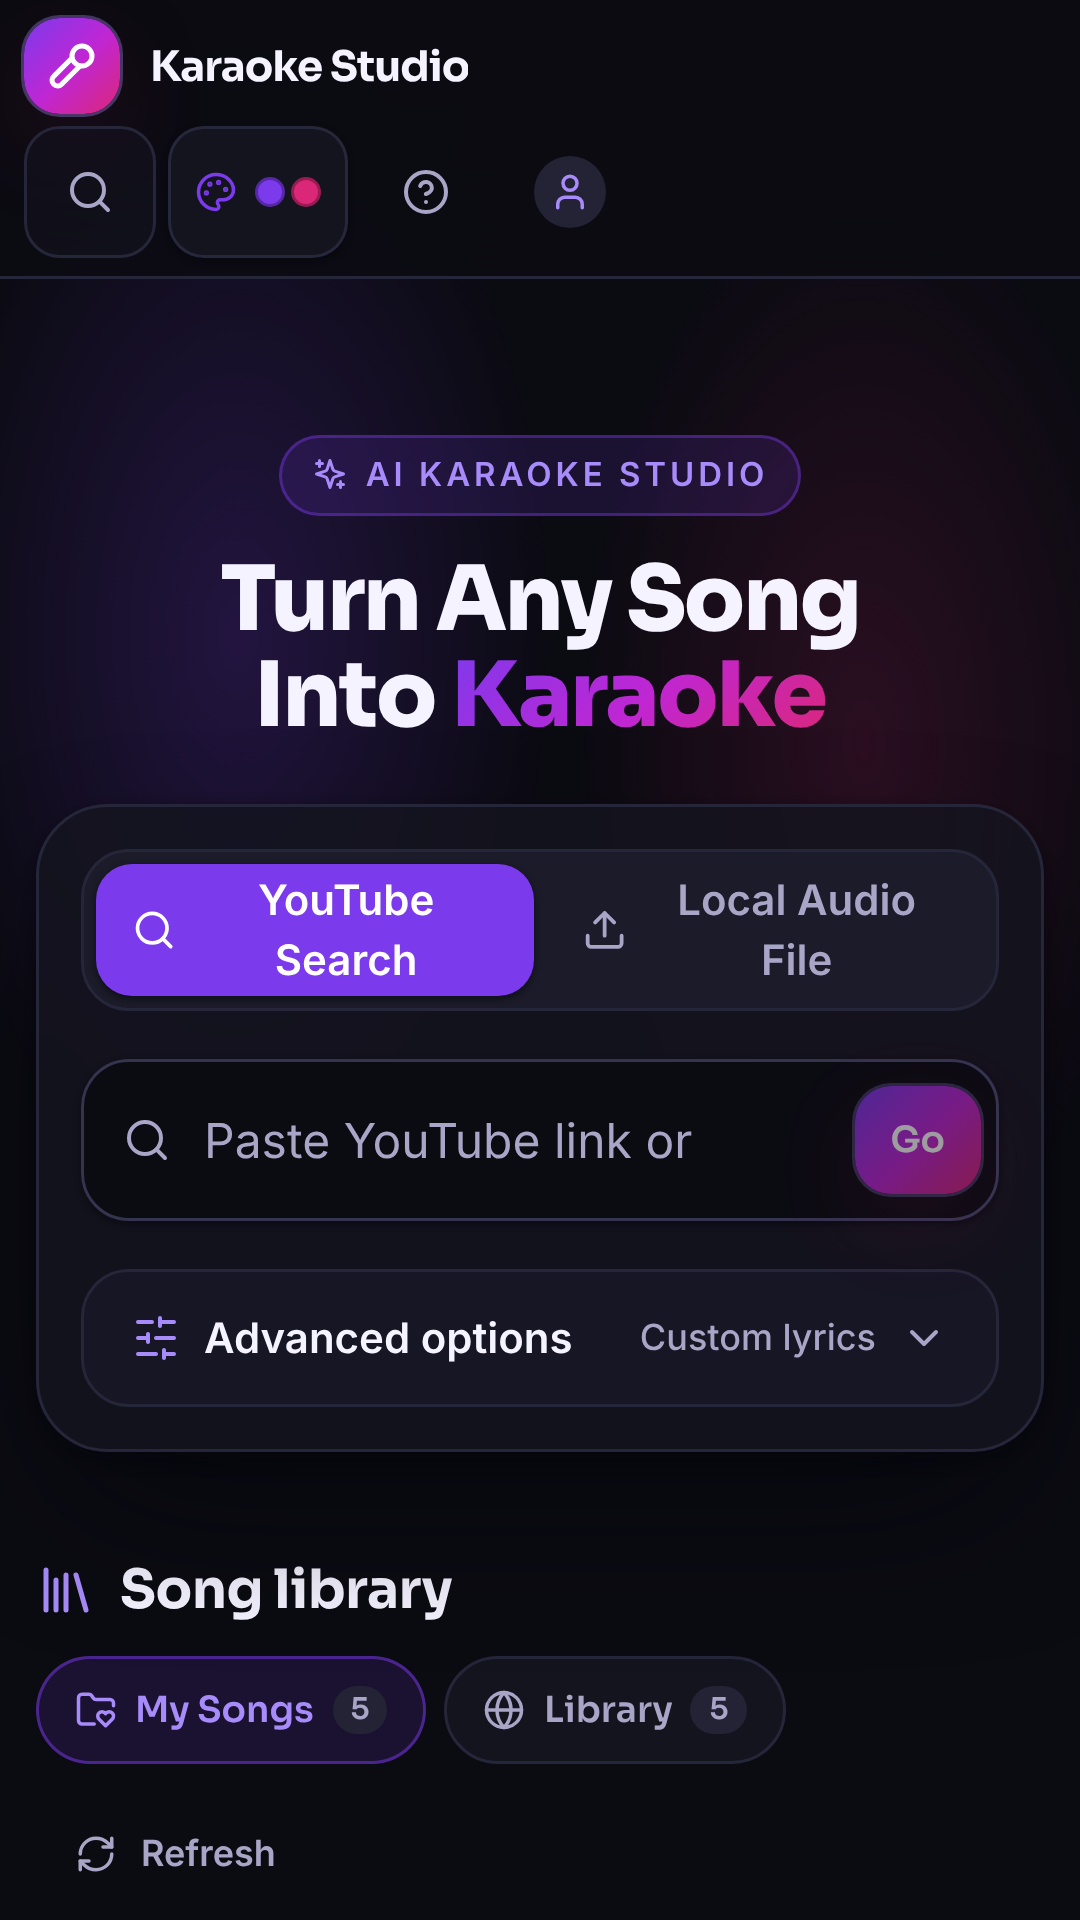 Karaoke Studio
AI KARAOKE STUDIO
Turn Any Song
Into Karaoke
YouTube
Search
Local Audio
File
Paste YouTube link or
Go
Advanced options
Custom lyrics
Song library
My Songs 5
Library 5
Refresh